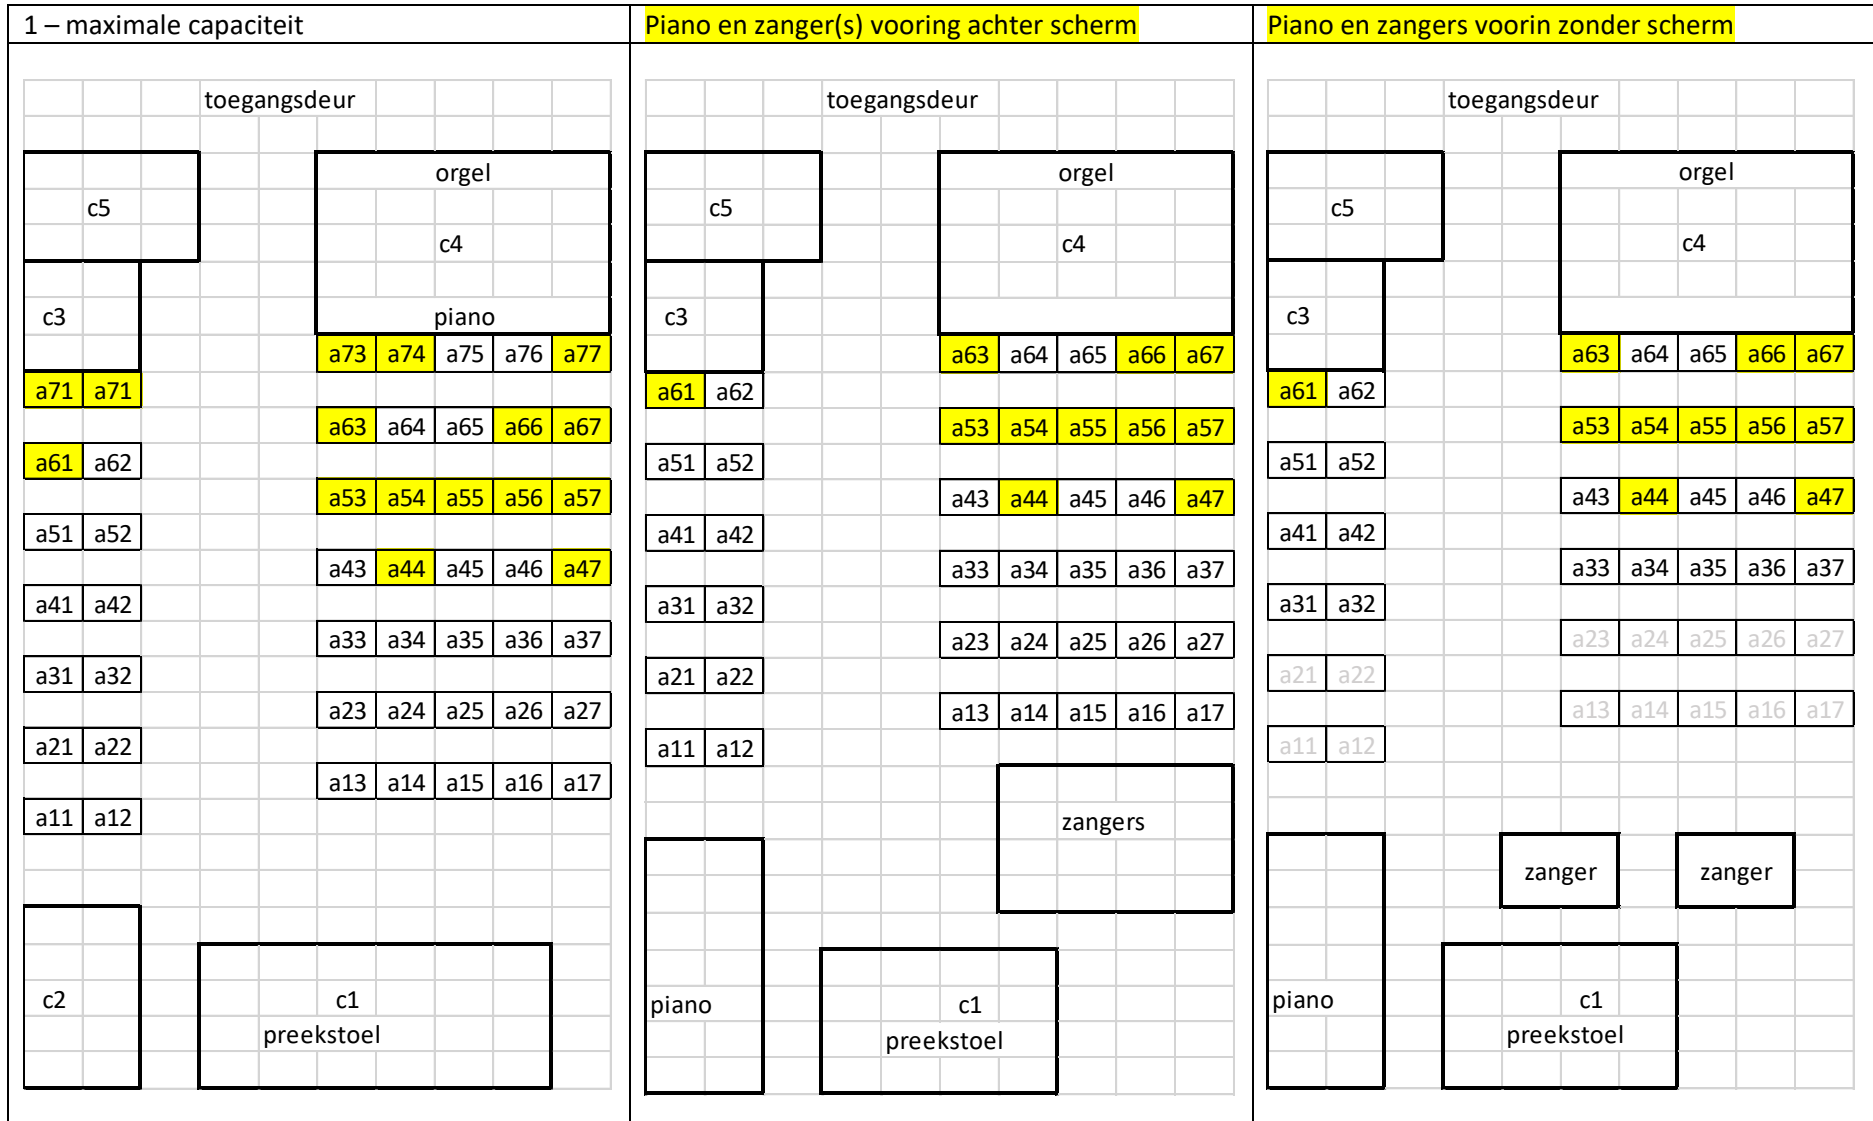 1 – maximale capaciteit
toegangsdeur
orgel
c5
c4
c3
piano
a73 a74 a75 a76 a77
a71 a71
a63 a64 a65 a66 a67
a61 a62
a53 a54 a55 a56 a57
a51 a52
a43 a44 a45 a46 a47
a41 a42
a33 a34 a35 a36 a37
a31 a32
a23 a24 a25 a26 a27
a21 a22
a13 a14 a15 a16 a17
a11 a12
c2
c1
preekstoel
Piano en zanger(s) vooring achter scherm
toegangsdeur
orgel
c5
c4
c3
a63 a64 a65 a66 a67
a61 a62
a53 a54 a55 a56 a57
a51 a52
a43 a44 a45 a46 a47
a41 a42
a33 a34 a35 a36 a37
a31 a32
a23 a24 a25 a26 a27
a21 a22
a13 a14 a15 a16 a17
a11 a12
zangers
piano
c1
preekstoel
Piano en zangers voorin zonder scherm
toegangsdeur
orgel
c5
c4
c3
a63 a64 a65 a66 a67
a61 a62
a53 a54 a55 a56 a57
a51 a52
a43 a44 a45 a46 a47
a41 a42
a33 a34 a35 a36 a37
a31 a32
a23 a24 a25 a26 a27
a21 a22
a13 a14 a15 a16 a17
a11 a12
zanger zanger
piano
c1
preekstoel